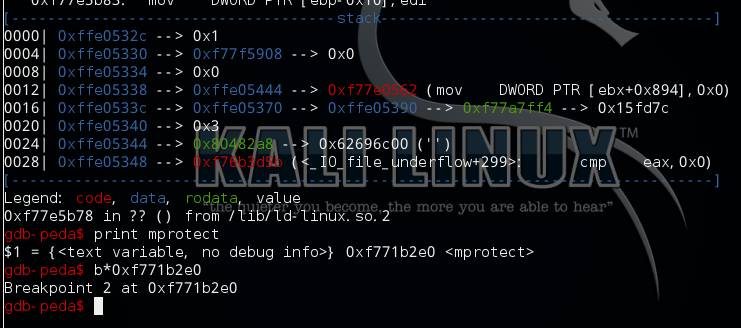 0xf77e5b83: mov DWORD PTR [ebp-0x10],edi
[------------------------------------stack-------------------------------------]
0000| 0xffe0532c --> 0x1
0004| 0xffe05330 --> 0xf77f5908 --> 0x0
0008| 0xffe05334 --> 0x0
0012| 0xffe05338 --> 0xffe05444 --> 0xf77e0562 (mov DWORD PTR [ebx+0x894],0x0)
0016| 0xffe0533c --> 0xffe05370 --> 0xffe05390 --> 0xf77a7ff4 --> 0x15fd7c
0020| 0xffe05340 --> 0x3
0024| 0xffe05344 --> 0x80482a8 --> 0x62696c00 ('')
0028| 0xffe05348 --> (<_IO_file_underflow+299>: cmp eax,0x0)
[------------------------------------------------------------------------------]
KALI LINUX™
Legend: code, data, rodata, value
0xf77e5b78 in ?? () from /lib/ld-linux.so.2
"the quieter you become, the more you are able to hear"
gdb-peda$ print mprotect
$1 = {<text variable, no debug info>} 0xf771b2e0 <mprotect>
gdb-peda$ b*0xf771b2e0
Breakpoint 2 at 0xf771b2e0
gdb-peda$